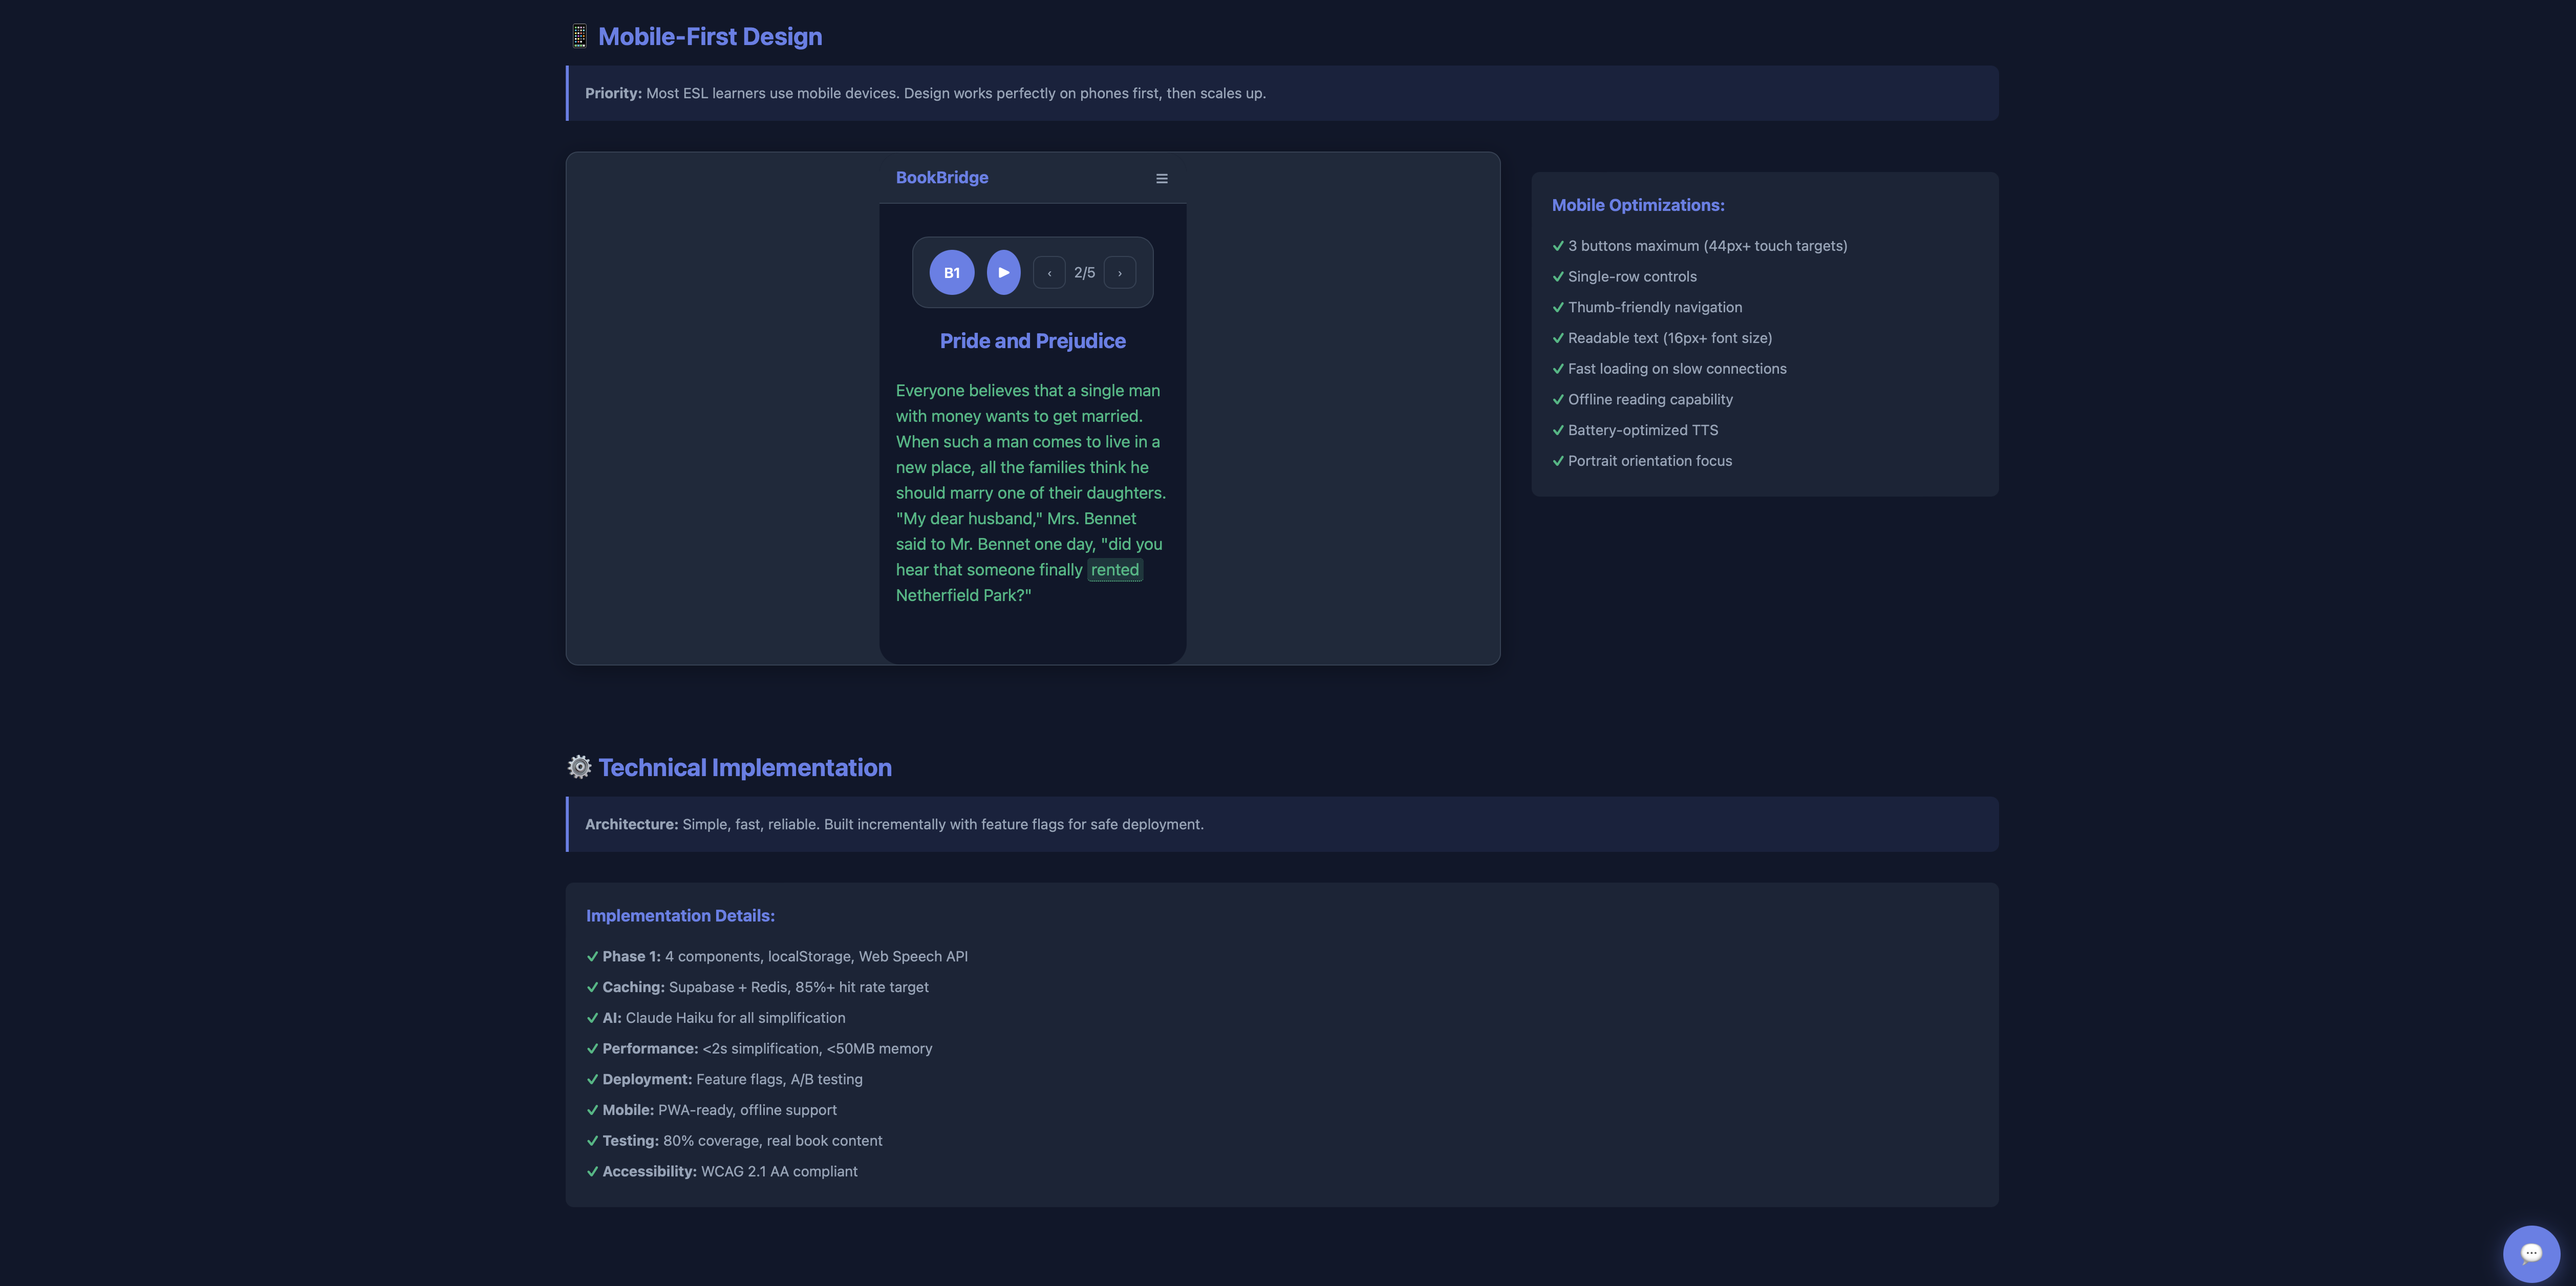 Mobile-First Design
Priority: Most ESL learners use mobile devices. Design works perfectly on phones first, then scales up.
BookBridge
B1
2/5
Pride and Prejudice
Everyone believes that a single man
with money wants to get married.
When such a man comes to live in a
new place, all the families think he
should marry one of their daughters.
"My dear husband," Mrs. Bennet
said to Mr. Bennet one day, "did you
hear that someone finally rented
Netherfield Park?"
Mobile Optimizations:
3 buttons maximum (44px+ touch targets)
Single-row controls
Thumb-friendly navigation
Readable text (16px+ font size)
Fast loading on slow connections
Offline reading capability
Battery-optimized TTS
Portrait orientation focus
Technical Implementation
Architecture: Simple, fast, reliable. Built incrementally with feature flags for safe deployment.
Implementation Details:
Phase 1: 4 components, localStorage, Web Speech API
Caching: Supabase + Redis, 85%+ hit rate target
AI: Claude Haiku for all simplification
Performance: <2s simplification, <50MB memory
Deployment: Feature flags, A/B testing
Mobile: PWA-ready, offline support
Testing: 80% coverage, real book content
Accessibility: WCAG 2.1 AA compliant